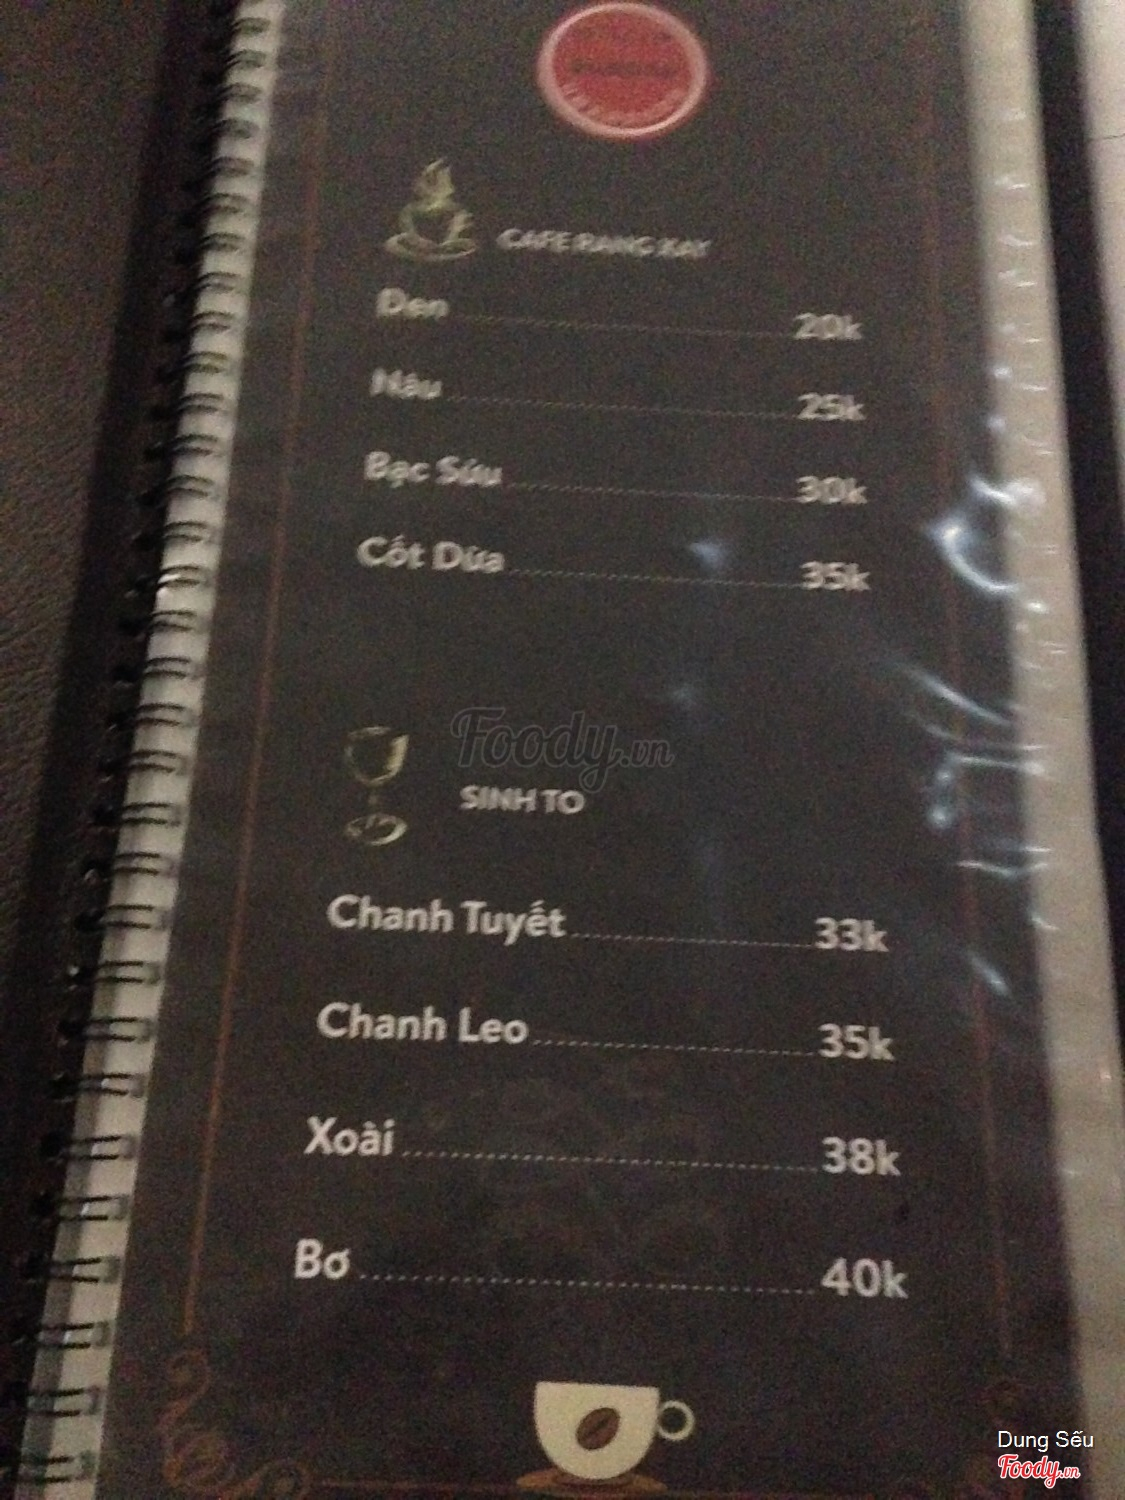 CAFE RANG XAY
Đen 20k
Nâu 25k
Bạc Sửu 30k
Cốt Dừa 35k
Foody.vn
SINH TO
Chanh Tuyết 33k
Chanh Leo 35k
Xoài 38k
Bơ 40k
Dung Sếu
Foody.vn